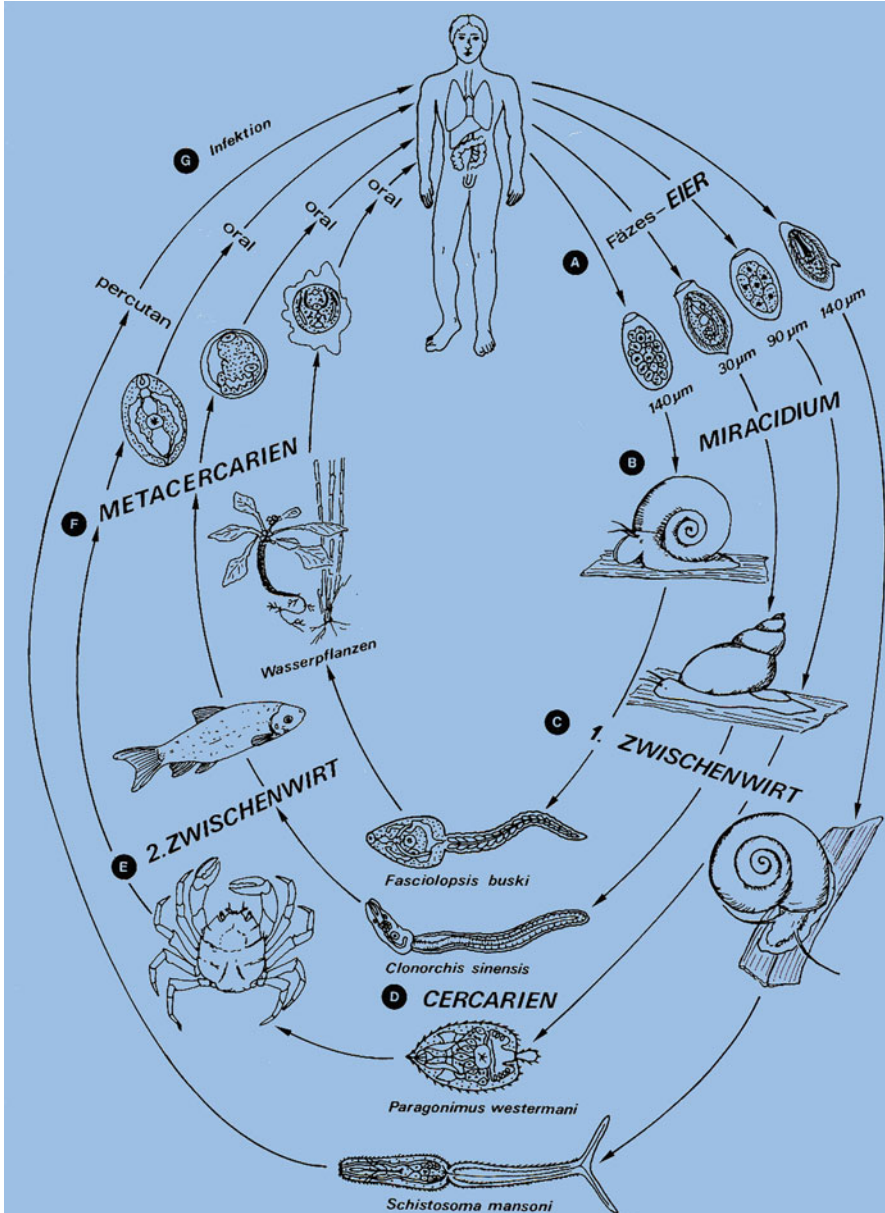 G Infektion
oral
oral
oral
percutan
Fäzes–EIER
A
140 µm
30 µm
90 µm
140 µm
MIRACIDIUM
B
F METACERCARIEN
Wasserpflanzen
C 1. ZWISCHENWIRT
E 2. ZWISCHENWIRT
Fasciolopsis buski
Clonorchis sinensis
D CERCARIEN
Paragonimus westermani
Schistosoma mansoni